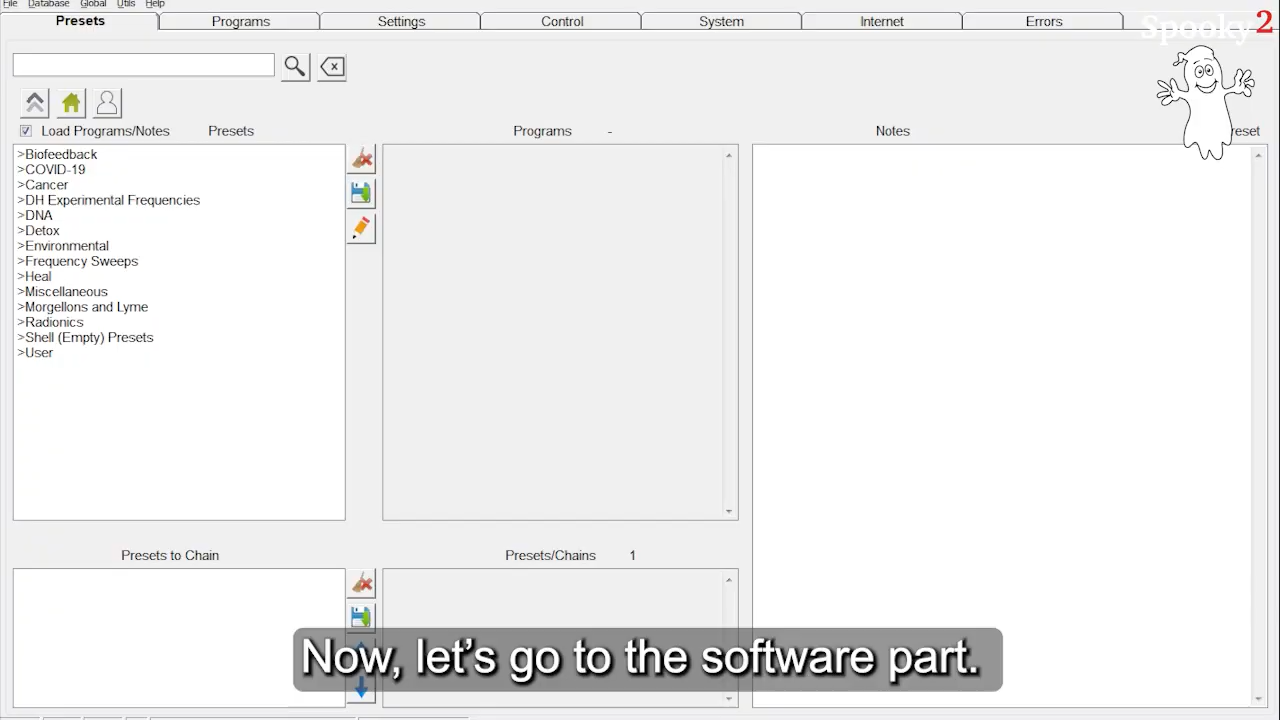 File Database Global Utils Help
Presets Programs Settings Control System Internet Errors
Spooky2
Load Programs/Notes Presets Programs - Notes reset
>Biofeedback
>COVID-19
>Cancer
>DH Experimental Frequencies
>DNA
>Detox
>Environmental
>Frequency Sweeps
>Heal
>Miscellaneous
>Morgellons and Lyme
>Radionics
>Shell (Empty) Presets
>User
Presets to Chain Presets/Chains 1
Now, let's go to the software part.